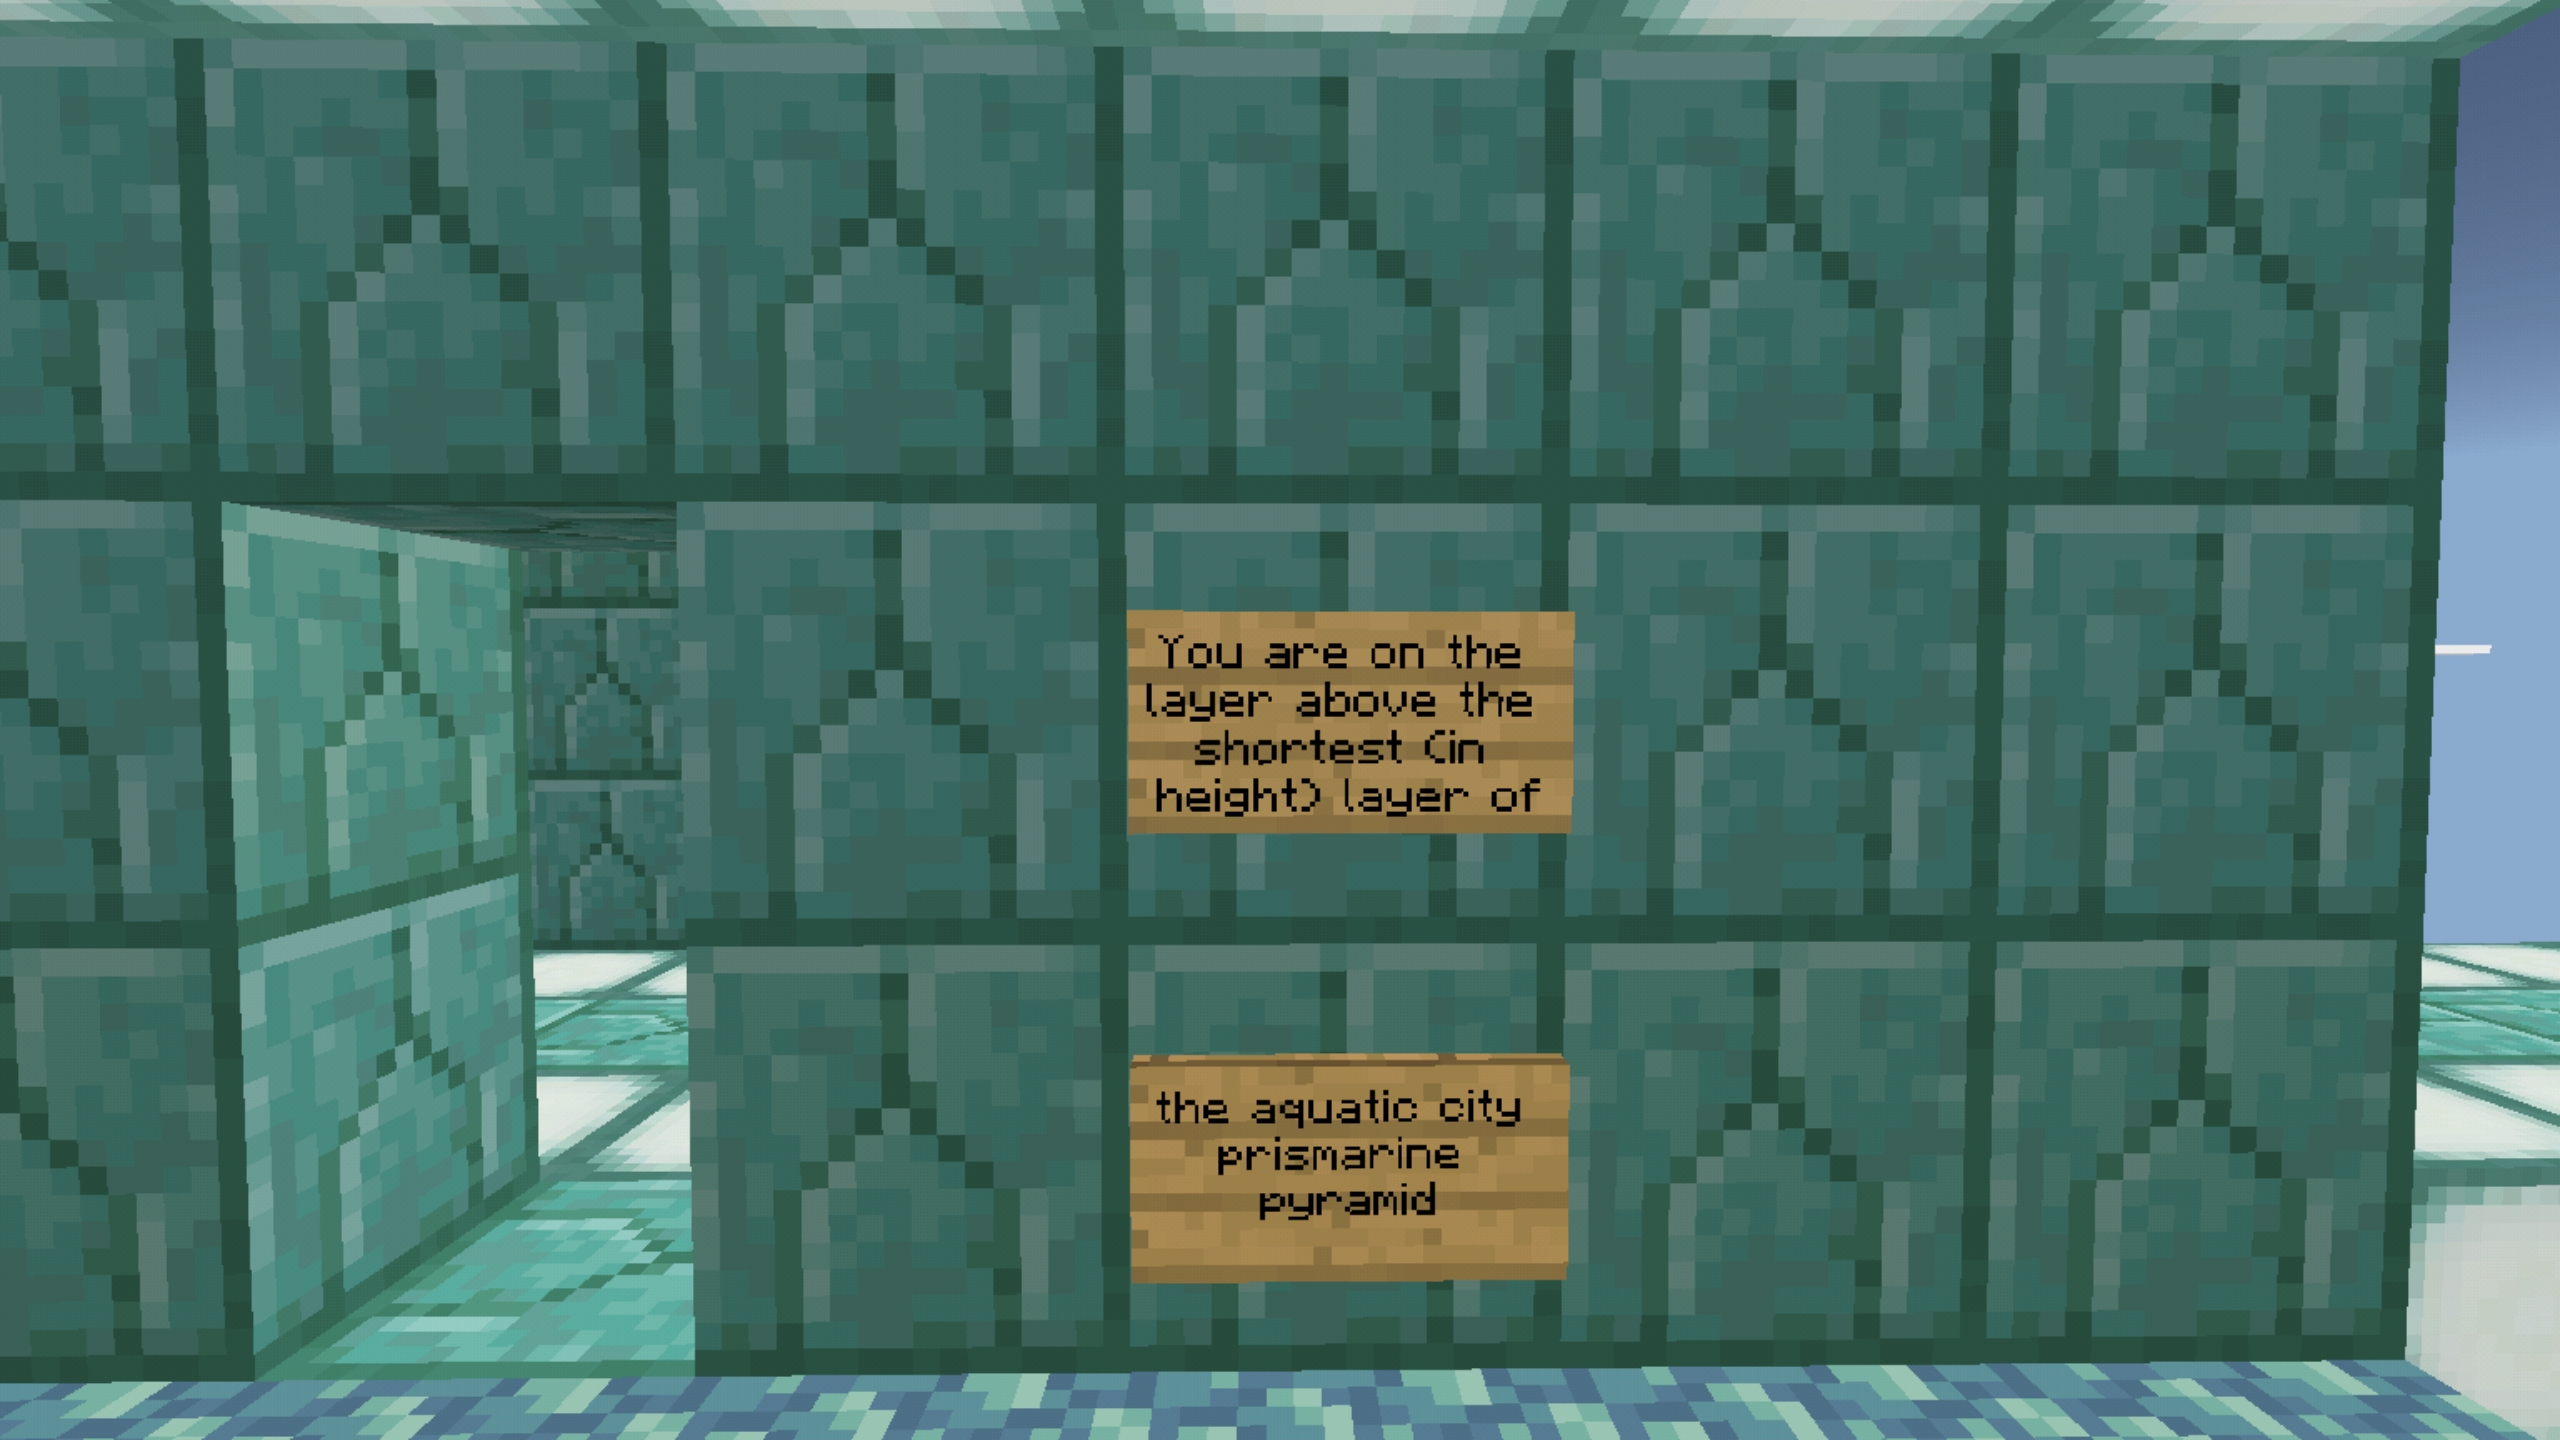 You are on the
layer above the
shortest (in
height) layer of
the aquatic city
prismarine
pyramid